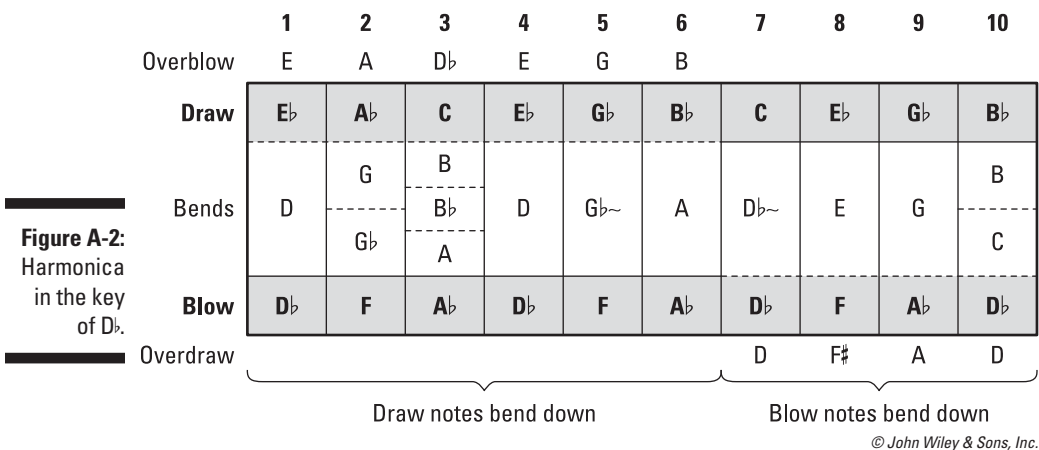 1 2 3 4 5 6 7 8 9 10
Overblow E A D♭ E G B
Draw E♭ A♭ C E♭ G♭ B♭ C E♭ G♭ B♭
G B B
Bends D B♭ D G♭~ A D♭~ E G
G♭ A C
Figure A-2:
Harmonica
in the key
of D♭.
Blow D♭ F A♭ D♭ F A♭ D♭ F A♭ D♭
Overdraw D F♯ A D
Draw notes bend down Blow notes bend down
© John Wiley & Sons, Inc.